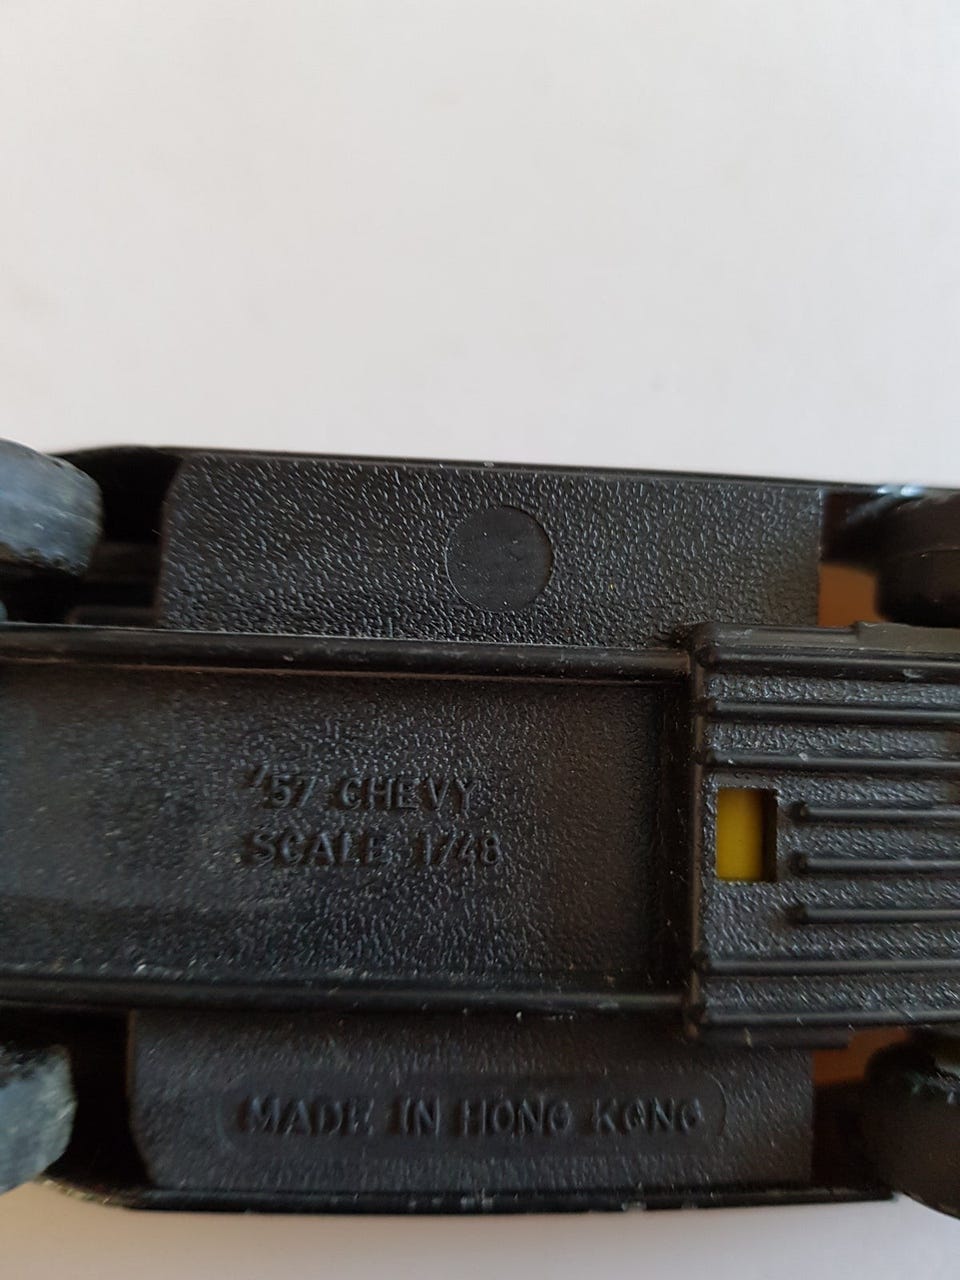 '57 CHEVY
SCALE 1/48
MADE IN HONG KONG